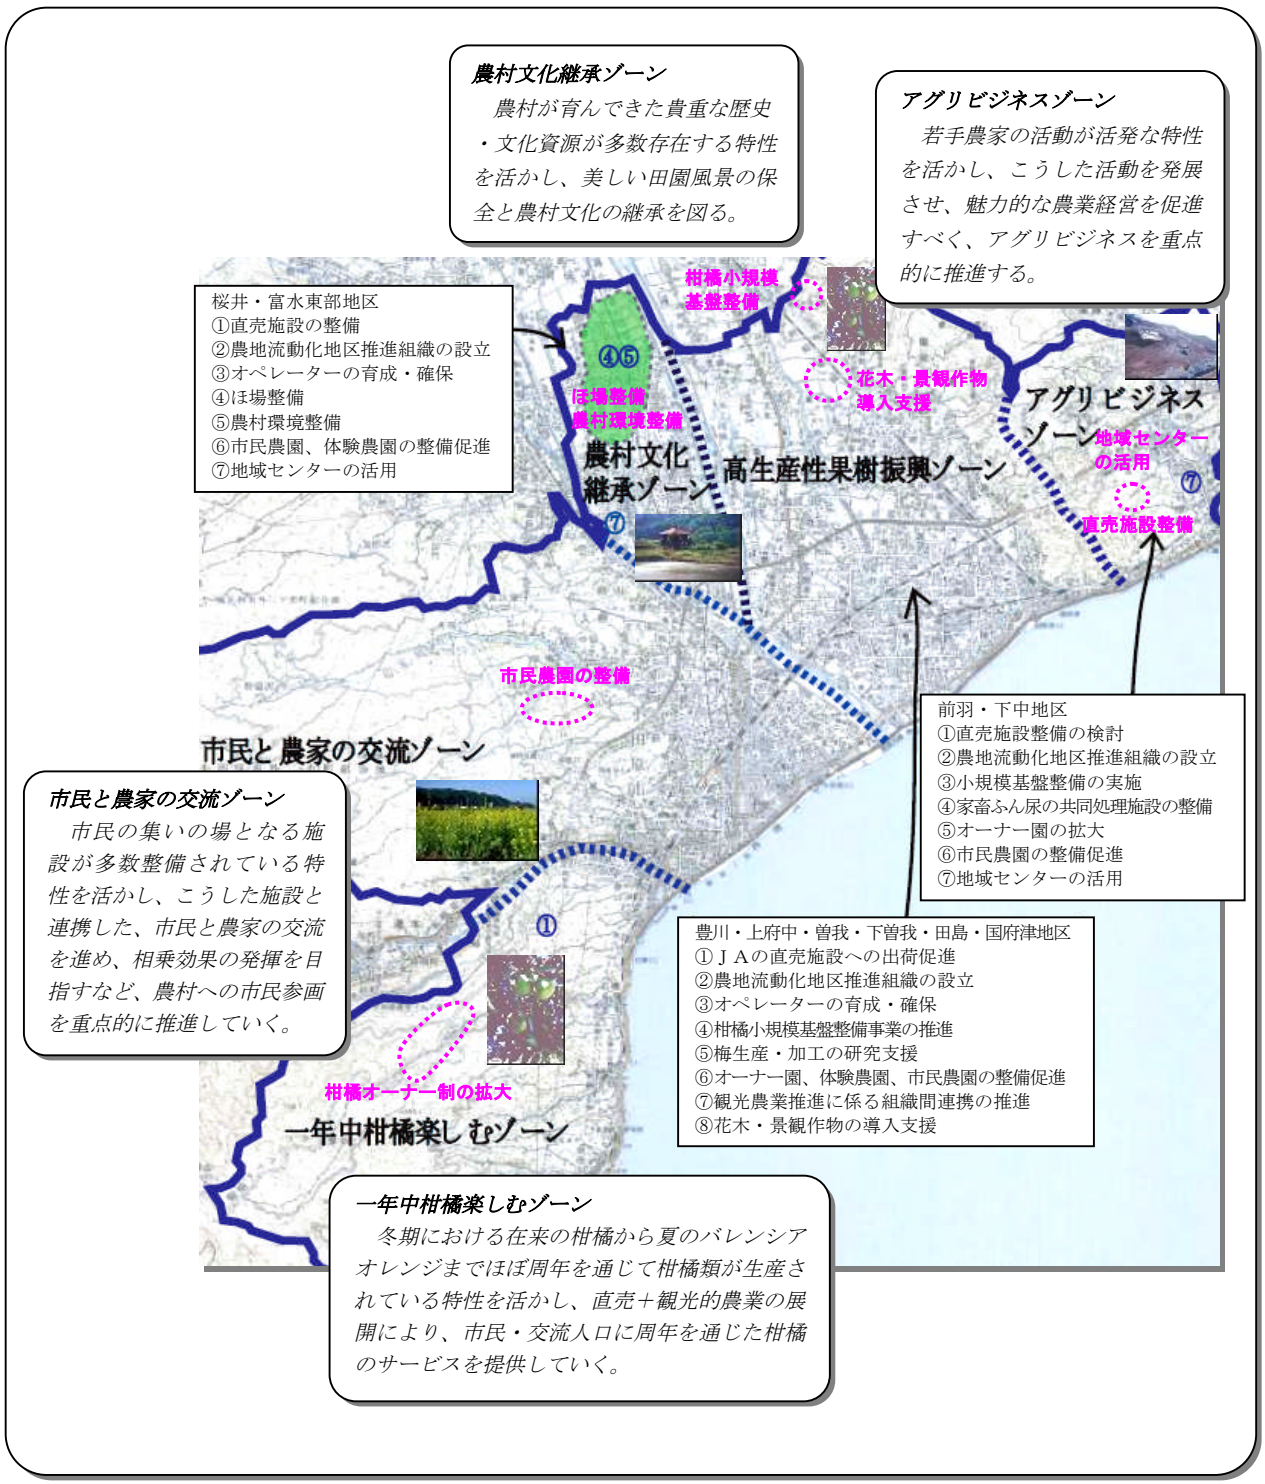 農村文化継承ゾーン
農村が育んできた貴重な歴史
・文化資源が多数存在する特性
を活かし、美しい田園風景の保
全と農村文化の継承を図る。
アグリビジネスゾーン
若手農家の活動が活発な特性
を活かし、こうした活動を発展
させ、魅力的な農業経営を促進
すべく、アグリビジネスを重点
的に推進する。
桜井・富水東部地区
①直売施設の整備
②農地流動化地区推進組織の設立
③オペレーターの育成・確保
④ほ場整備
⑤農村環境整備
⑥市民農園、体験農園の整備促進
⑦地域センターの活用
柑橘小規模
基盤整備
④⑤
ほ場整備
農村環境整備
花木・景観作物
導入支援
アグリビジネス
ゾーン
地域センター
の活用
⑦
直売施設整備
農村文化
継承ゾーン
⑦
高生産性果樹振興ゾーン
市民農園の整備
市民と農家の交流ゾーン
前羽・下中地区
①直売施設整備の検討
②農地流動化地区推進組織の設立
③小規模基盤整備の実施
④家畜ふん尿の共同処理施設の整備
⑤オーナー園の拡大
⑥市民農園の整備促進
⑦地域センターの活用
市民と農家の交流ゾーン
市民の集いの場となる施
設が多数整備されている特
性を活かし、こうした施設と
連携した、市民と農家の交流
を進め、相乗効果の発揮を目
指すなど、農村への市民参画
を重点的に推進していく。
①
豊川・上府中・曽我・下曽我・田島・国府津地区
①ＪＡの直売施設への出荷促進
②農地流動化地区推進組織の設立
③オペレーターの育成・確保
④柑橘小規模基盤整備事業の推進
⑤梅生産・加工の研究支援
⑥オーナー園、体験農園、市民農園の整備促進
⑦観光農業推進に係る組織間連携の推進
⑧花木・景観作物の導入支援
柑橘オーナー制の拡大
一年中柑橘楽しむゾーン
一年中柑橘楽しむゾーン
冬期における在来の柑橘から夏のバレンシア
オレンジまでほぼ周年を通じて柑橘類が生産さ
れている特性を活かし、直売＋観光的農業の展
開により、市民・交流人口に周年を通じた柑橘
のサービスを提供していく。